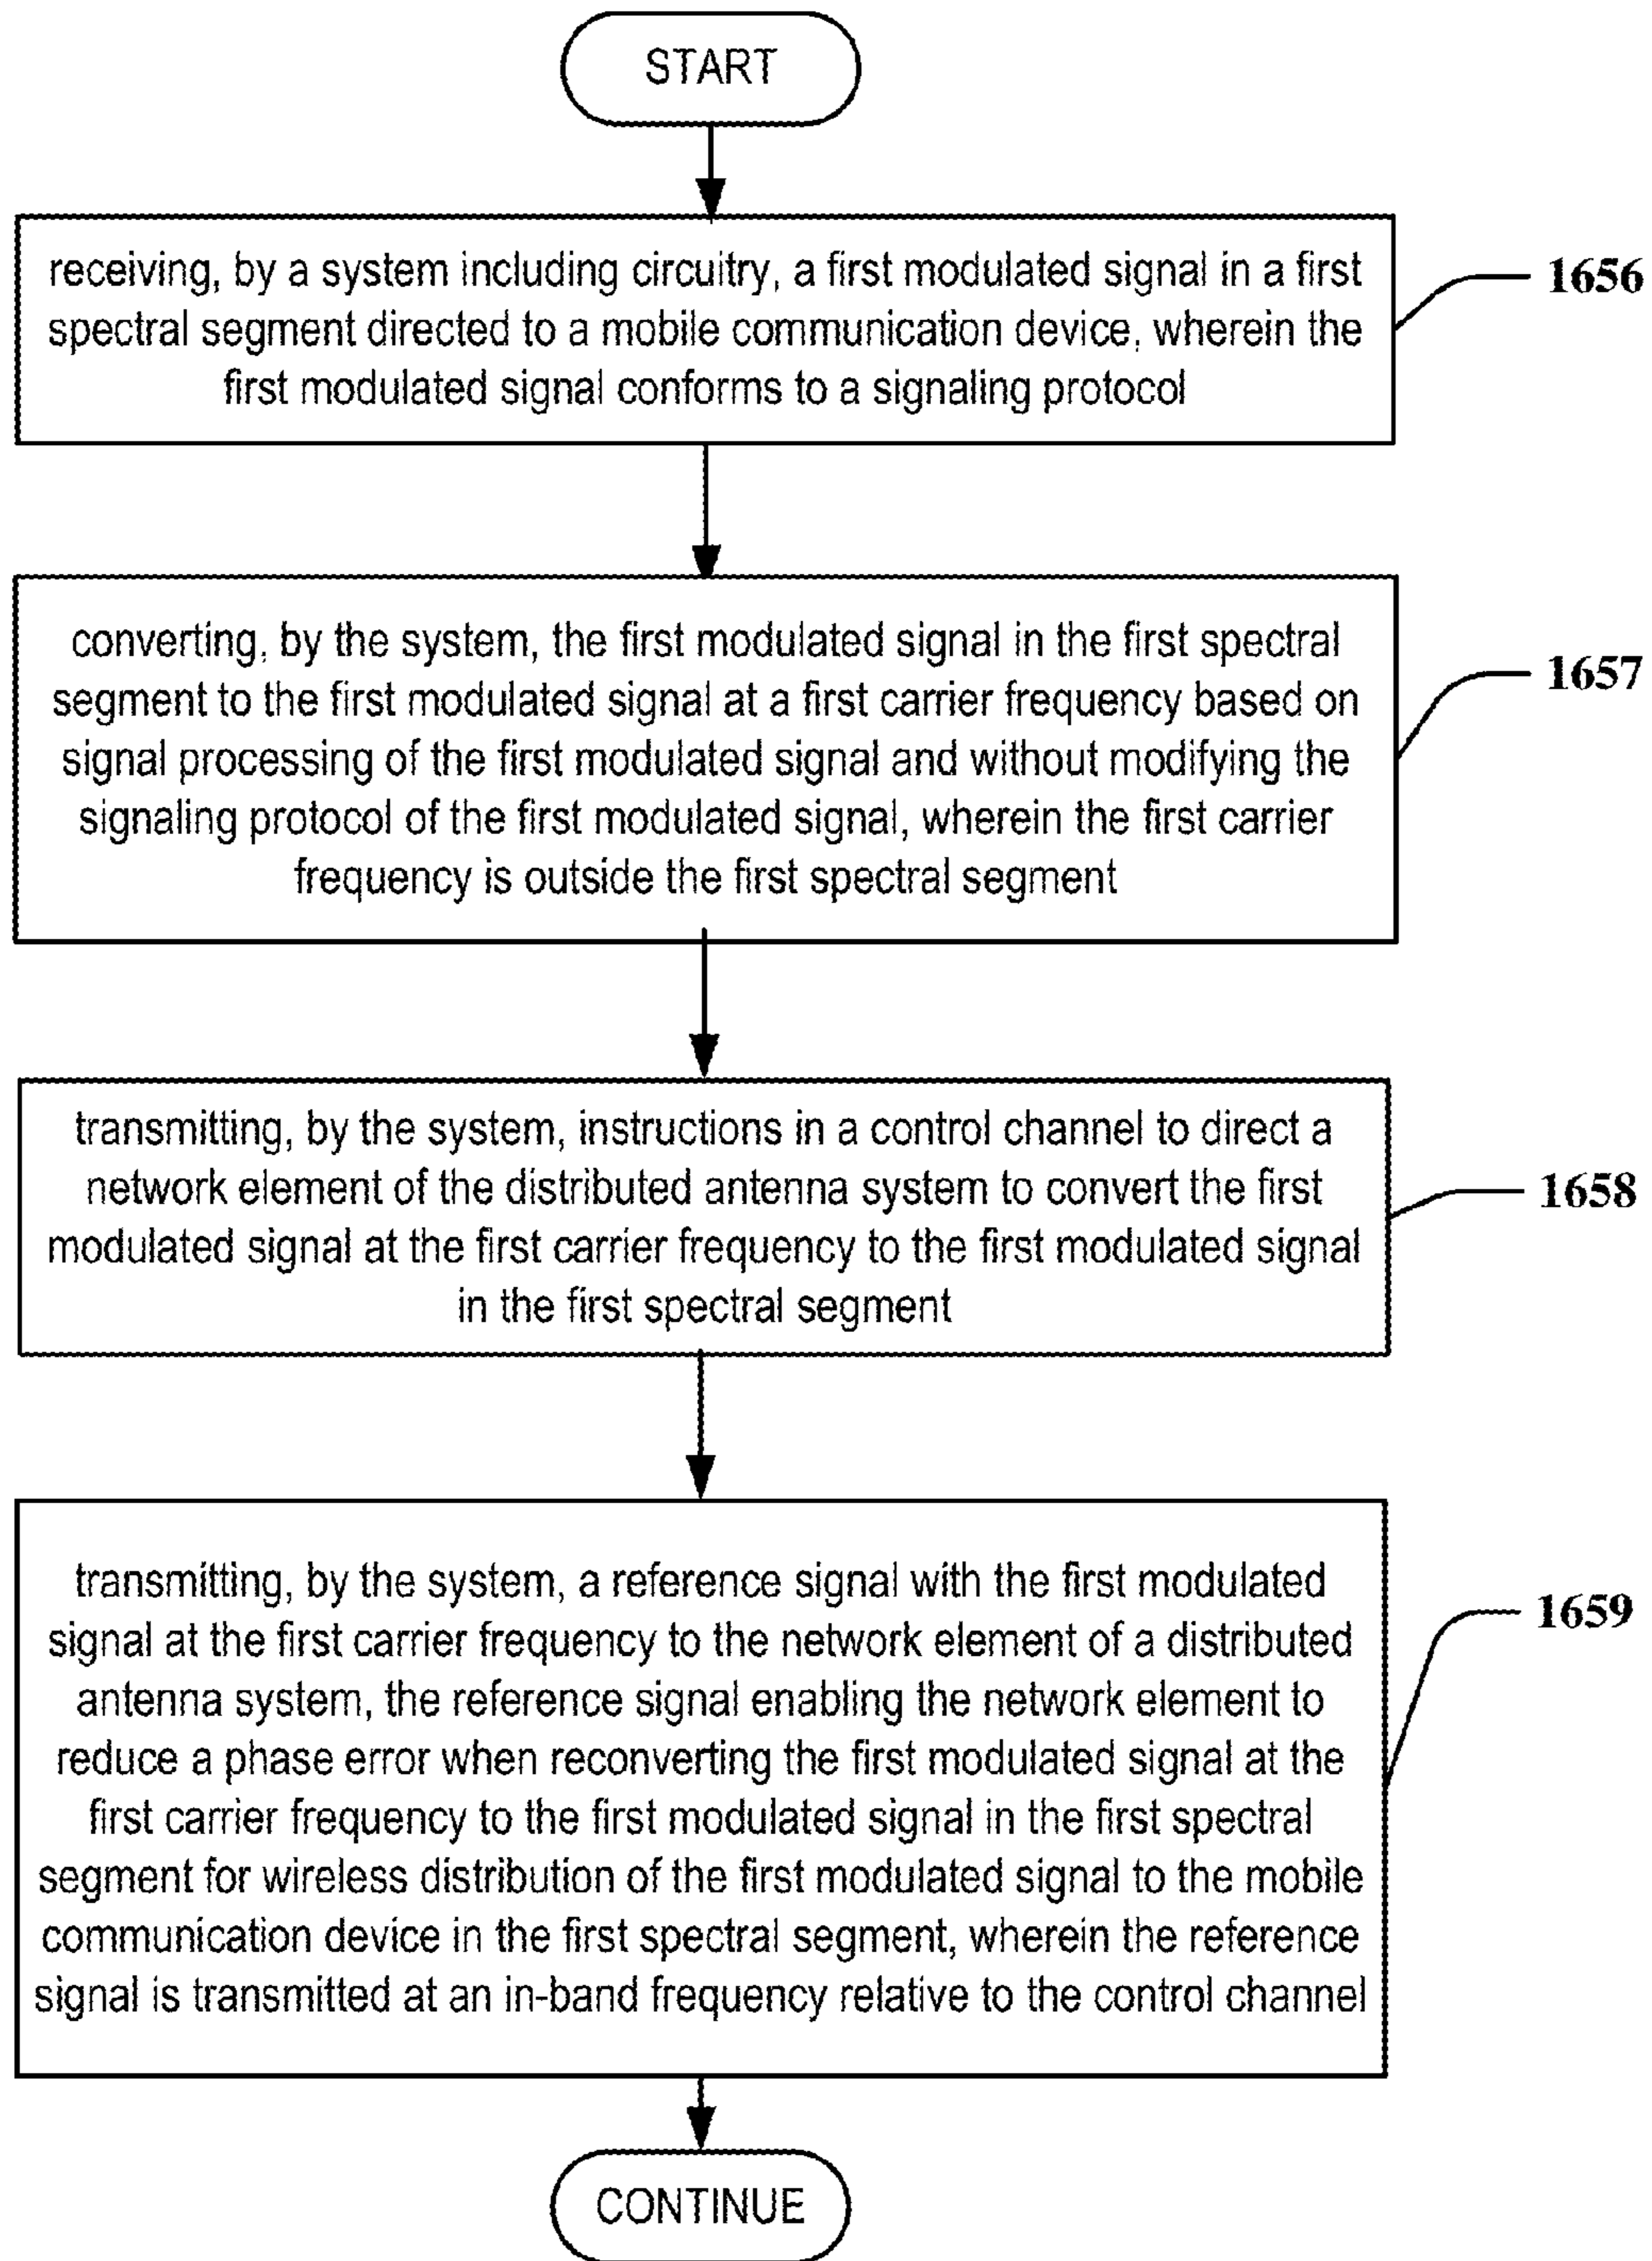 START
receiving, by a system including circuitry, a first modulated signal in a first
spectral segment directed to a mobile communication device, wherein the
first modulated signal conforms to a signaling protocol
1656
converting, by the system, the first modulated signal in the first spectral
segment to the first modulated signal at a first carrier frequency based on
signal processing of the first modulated signal and without modifying the
signaling protocol of the first modulated signal, wherein the first carrier
frequency is outside the first spectral segment
1657
transmitting, by the system, instructions in a control channel to direct a
network element of the distributed antenna system to convert the first
modulated signal at the first carrier frequency to the first modulated signal
in the first spectral segment
1658
transmitting, by the system, a reference signal with the first modulated
signal at the first carrier frequency to the network element of a distributed
antenna system, the reference signal enabling the network element to
reduce a phase error when reconverting the first modulated signal at the
first carrier frequency to the first modulated signal in the first spectral
segment for wireless distribution of the first modulated signal to the mobile
communication device in the first spectral segment, wherein the reference
signal is transmitted at an in-band frequency relative to the control channel
1659
CONTINUE